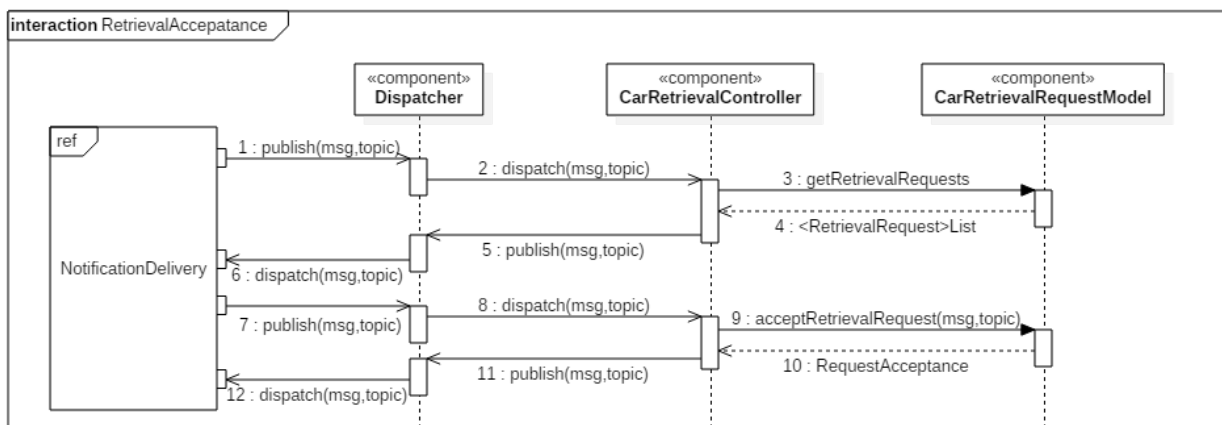 interaction RetrievalAccepatance
«component»
Dispatcher
«component»
CarRetrievalController
«component»
CarRetrievalRequestModel
ref
NotificationDelivery
1 : publish(msg,topic)
2 : dispatch(msg,topic)
3 : getRetrievalRequests
4 : <RetrievalRequest>List
5 : publish(msg,topic)
6 : dispatch(msg,topic)
7 : publish(msg,topic)
8 : dispatch(msg,topic)
9 : acceptRetrievalRequest(msg,topic)
10 : RequestAcceptance
11 : publish(msg,topic)
12 : dispatch(msg,topic)